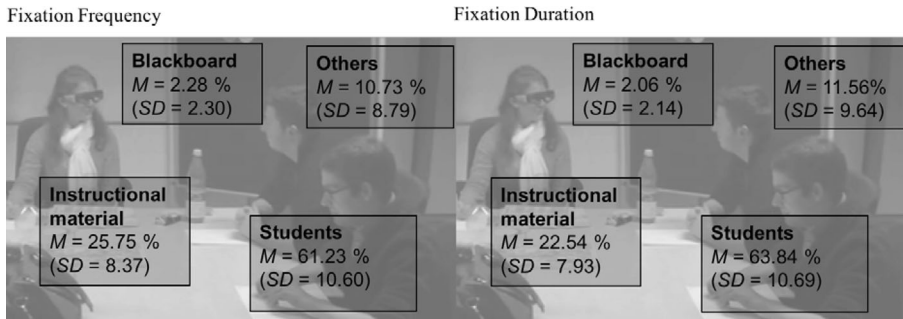 Fixation Frequency
Blackboard
M = 2.28 %
(SD = 2.30)
Others
M = 10.73 %
(SD = 8.79)
Instructional
material
M = 25.75 %
(SD = 8.37)
Students
M = 61.23 %
(SD = 10.60)
Fixation Duration
Blackboard
M = 2.06 %
(SD = 2.14)
Others
M = 11.56%
(SD = 9.64)
Instructional
material
M = 22.54 %
(SD = 7.93)
Students
M = 63.84 %
(SD = 10.69)